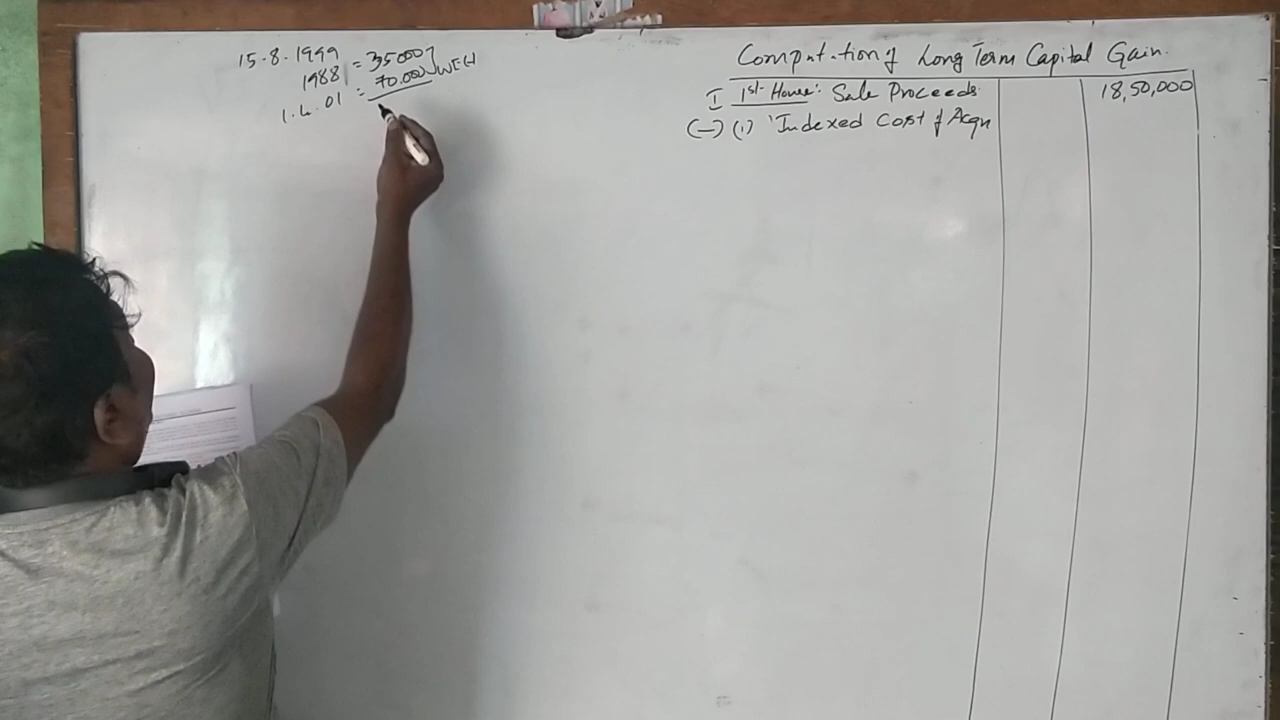 15.8.1999 = 35000
1988
1.4.01 = 70.000 WEH
Computation of Long Term Capital Gain.
I 1st House: Sale Proceeds 18,50,000
(-) (1) Indexed Cost of Acqn